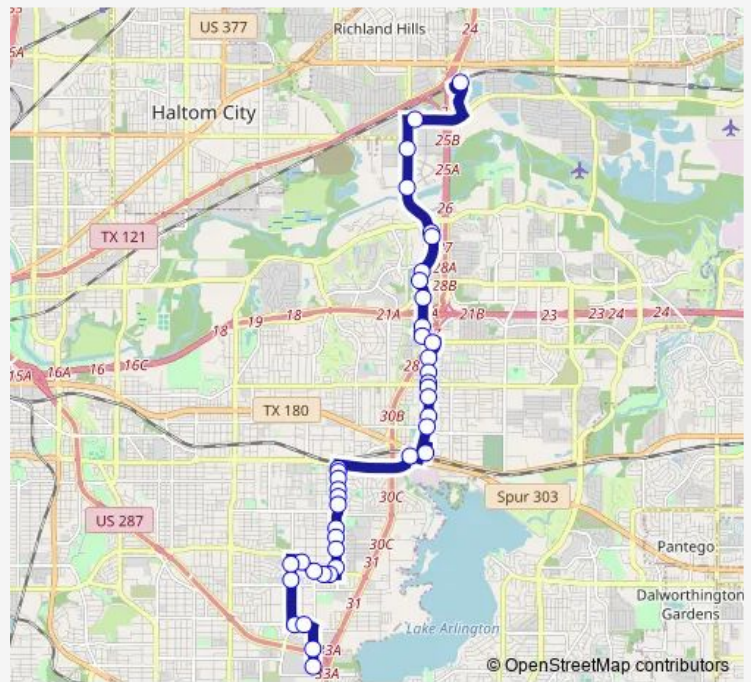 35
US 377
Richland Hills
24
5A
Haltom City
25B
25A
26
TX 121
27
28A
28B
18
19
18
21A
21B
23
23 24
24
15A
16A
16
16C
28
TX 180
30B
30C
Spur 303
US 287
30C
31
Pantego
Dalworthington
Gardens
31
Lake Arlington
33A
© OpenStreetMap contributors